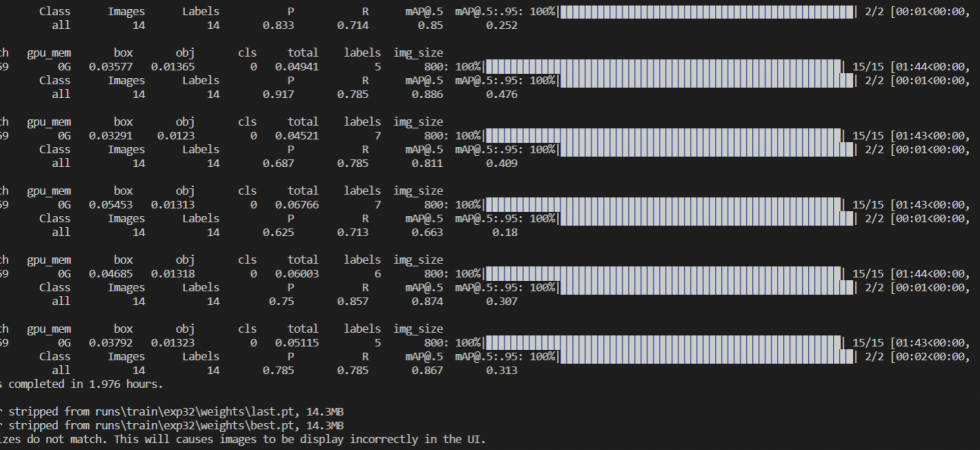 Class Images Labels P R mAP@.5 mAP@.5:.95: 100% 2/2 [00:01<00:00,
all 14 14 0.833 0.714 0.85 0.252
ch gpu_mem box obj cls total labels img_size
59 0G 0.03577 0.01365 0 0.04941 5 800: 100% 15/15 [01:44<00:00,
Class Images Labels P R mAP@.5 mAP@.5:.95: 100% 2/2 [00:01<00:00,
all 14 14 0.917 0.785 0.886 0.476
ch gpu_mem box obj cls total labels img_size
59 0G 0.03291 0.0123 0 0.04521 7 800: 100% 15/15 [01:43<00:00,
Class Images Labels P R mAP@.5 mAP@.5:.95: 100% 2/2 [00:01<00:00,
all 14 14 0.687 0.785 0.811 0.409
ch gpu_mem box obj cls total labels img_size
59 0G 0.05453 0.01313 0 0.06766 7 800: 100% 15/15 [01:43<00:00,
Class Images Labels P R mAP@.5 mAP@.5:.95: 100% 2/2 [00:01<00:00,
all 14 14 0.625 0.713 0.663 0.18
ch gpu_mem box obj cls total labels img_size
59 0G 0.04685 0.01318 0 0.06003 6 800: 100% 15/15 [01:44<00:00,
Class Images Labels P R mAP@.5 mAP@.5:.95: 100% 2/2 [00:01<00:00,
all 14 14 0.75 0.857 0.874 0.307
ch gpu_mem box obj cls total labels img_size
59 0G 0.03792 0.01323 0 0.05115 5 800: 100% 15/15 [01:43<00:00,
Class Images Labels P R mAP@.5 mAP@.5:.95: 100% 2/2 [00:02<00:00,
all 14 14 0.785 0.785 0.867 0.313
s completed in 1.976 hours.
r stripped from runs\train\exp32\weights\last.pt, 14.3MB
r stripped from runs\train\exp32\weights\best.pt, 14.3MB
izes do not match. This will causes images to be display incorrectly in the UI.